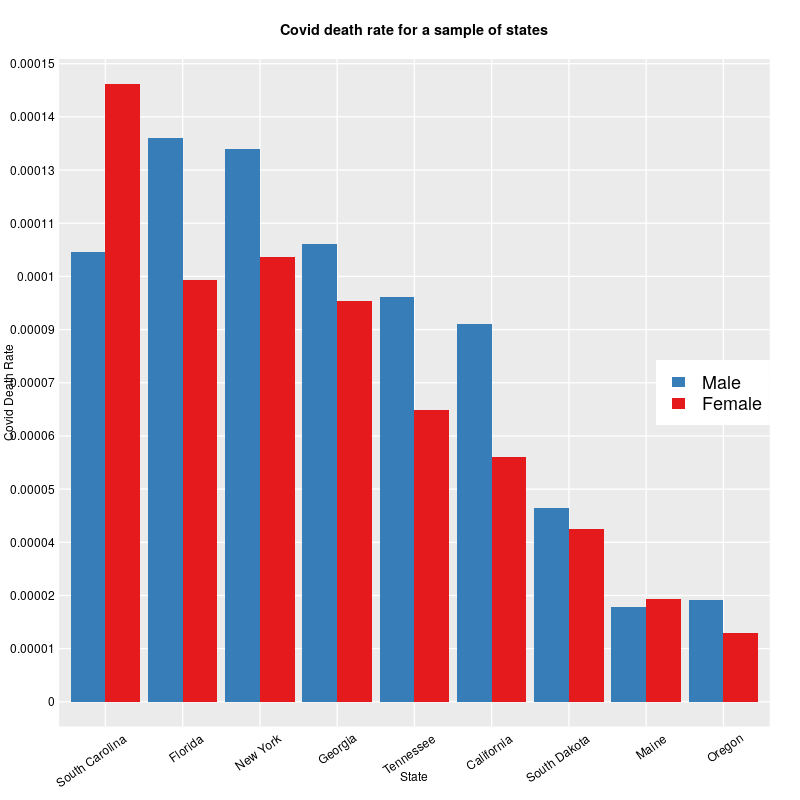 Covid death rate for a sample of states
0.00015
0.00014
0.00013
0.00011
0.0001
0.00009
0.00007
0.00006
0.00005
0.00004
0.00002
0.00001
0
Covid Death Rate
Male
Female
South Carolina
Florida
New York
Georgia
Tennessee
California
South Dakota
Maine
Oregon
State